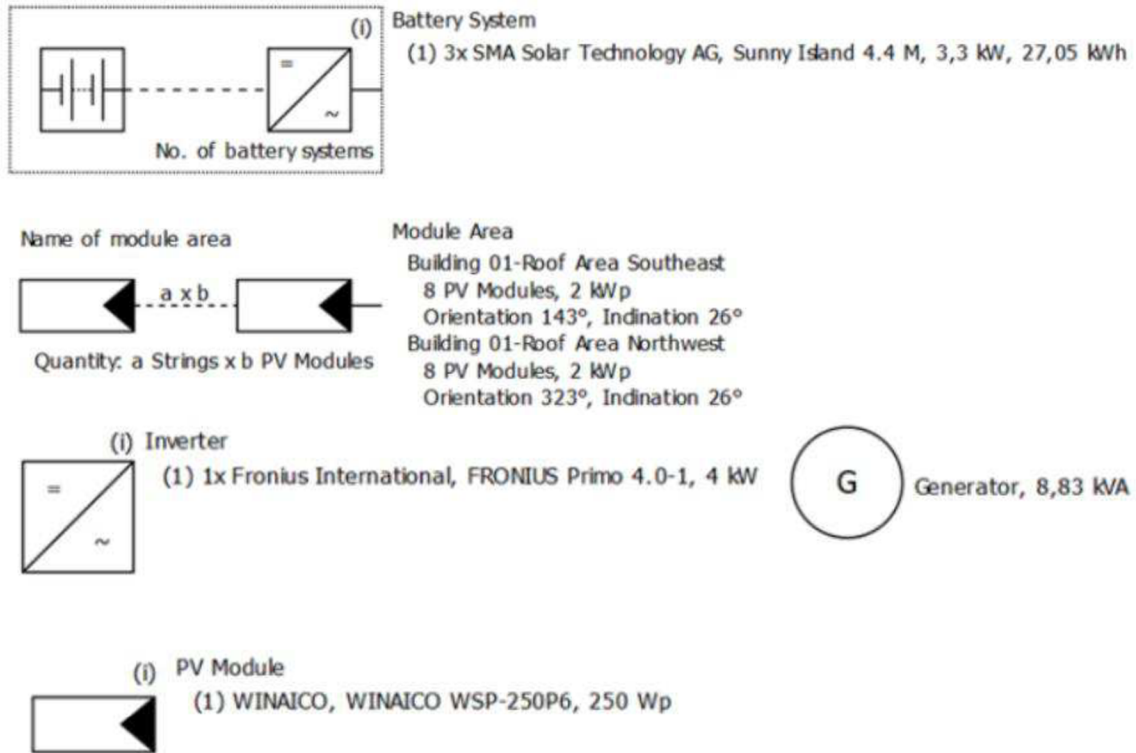 (i) Battery System
(1) 3x SMA Solar Technology AG, Sunny Island 4.4 M, 3,3 kW, 27,05 kWh
=
~
No. of battery systems
Name of module area
Module Area
Building 01-Roof Area Southeast
8 PV Modules, 2 kWp
Orientation 143°, Indination 26°
Building 01-Roof Area Northwest
8 PV Modules, 2 kWp
Orientation 323°, Indination 26°
a x b
Quantity: a Strings x b PV Modules
(i) Inverter
(1) 1x Fronius International, FRONIUS Primo 4.0-1, 4 kW
=
~
G
Generator, 8,83 kVA
(i) PV Module
(1) WINAICO, WINAICO WSP-250P6, 250 Wp